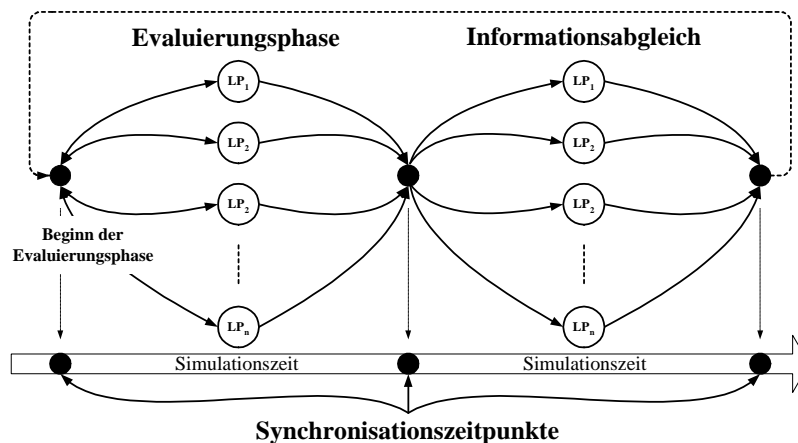 Evaluierungsphase
Informationsabgleich
LP1
LP1
LP2
LP2
LP2
LP2
Beginn der
Evaluierungsphase
LPn
LPn
Simulationszeit
Simulationszeit
Synchronisationszeitpunkte